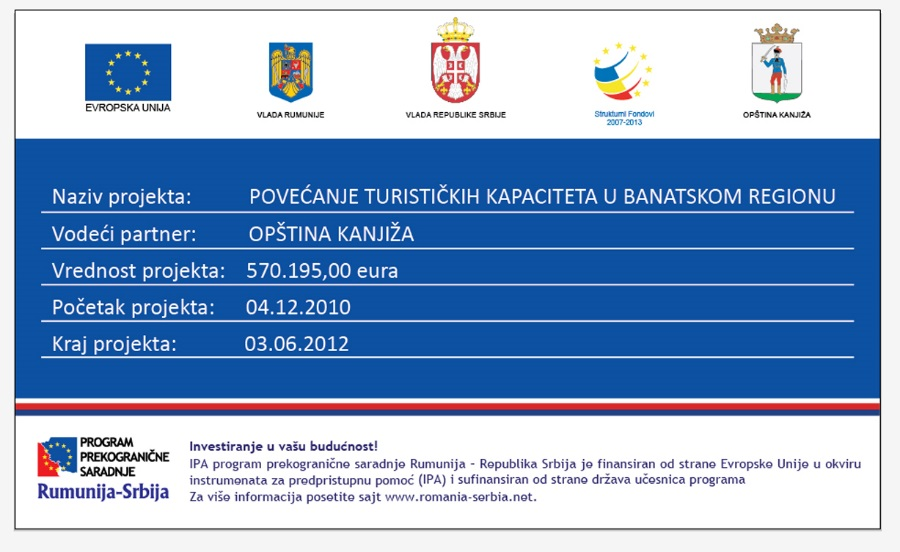 EVROPSKA UNIJA
VLADA RUMUNIJE
VLADA REPUBLIKE SRBIJE
Strukturni Fondovi
2007-2013
OPŠTINA KANJIŽA
Naziv projekta: POVEĆANJE TURISTIČKIH KAPACITETA U BANATSKOM REGIONU
Vodeći partner: OPŠTINA KANJIŽA
Vrednost projekta: 570.195,00 eura
Početak projekta: 04.12.2010
Kraj projekta: 03.06.2012
PROGRAM
PREKOGRANIČNE
SARADNJE
Rumunija-Srbija
Investiranje u vašu budućnost!
IPA program prekogranične saradnje Rumunija - Republika Srbija je finansiran od strane Evropske Unije u okviru
instrumenata za predpristupnu pomoć (IPA) i sufinansiran od strane država učesnica programa
Za više informacija posetite sajt www.romania-serbia.net.